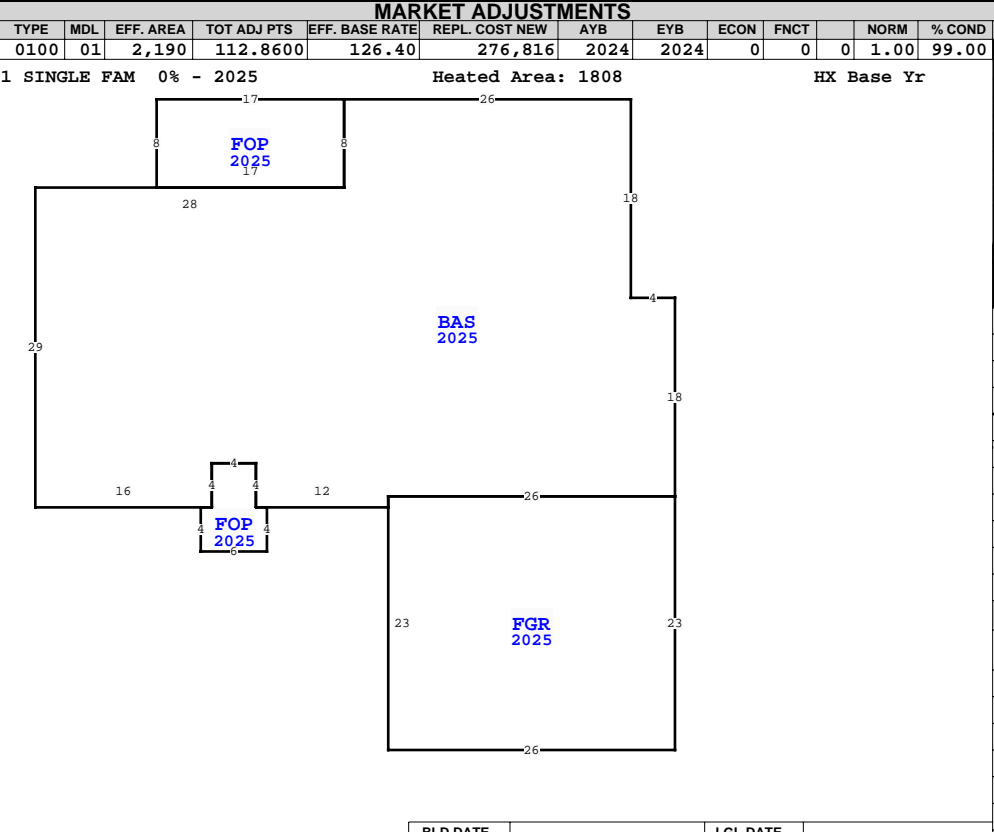 MARKET ADJUSTMENTS
TYPE MDL EFF. AREA TOT ADJ PTS EFF. BASE RATE REPL. COST NEW AYB EYB ECON FNCT NORM % COND
0100 01 2,190 112.8600 126.40 276,816 2024 2024 0 0 0 1.00 99.00
1 SINGLE FAM 0% - 2025 Heated Area: 1808 HX Base Yr
17 26
8 FOP 8
2025
17
28 18
4
BAS
2025
29
18
4
16 4 4 12 26
4 FOP 4
2025
6
23 FGR 23
2025
26
BLD DATE LGL DATE